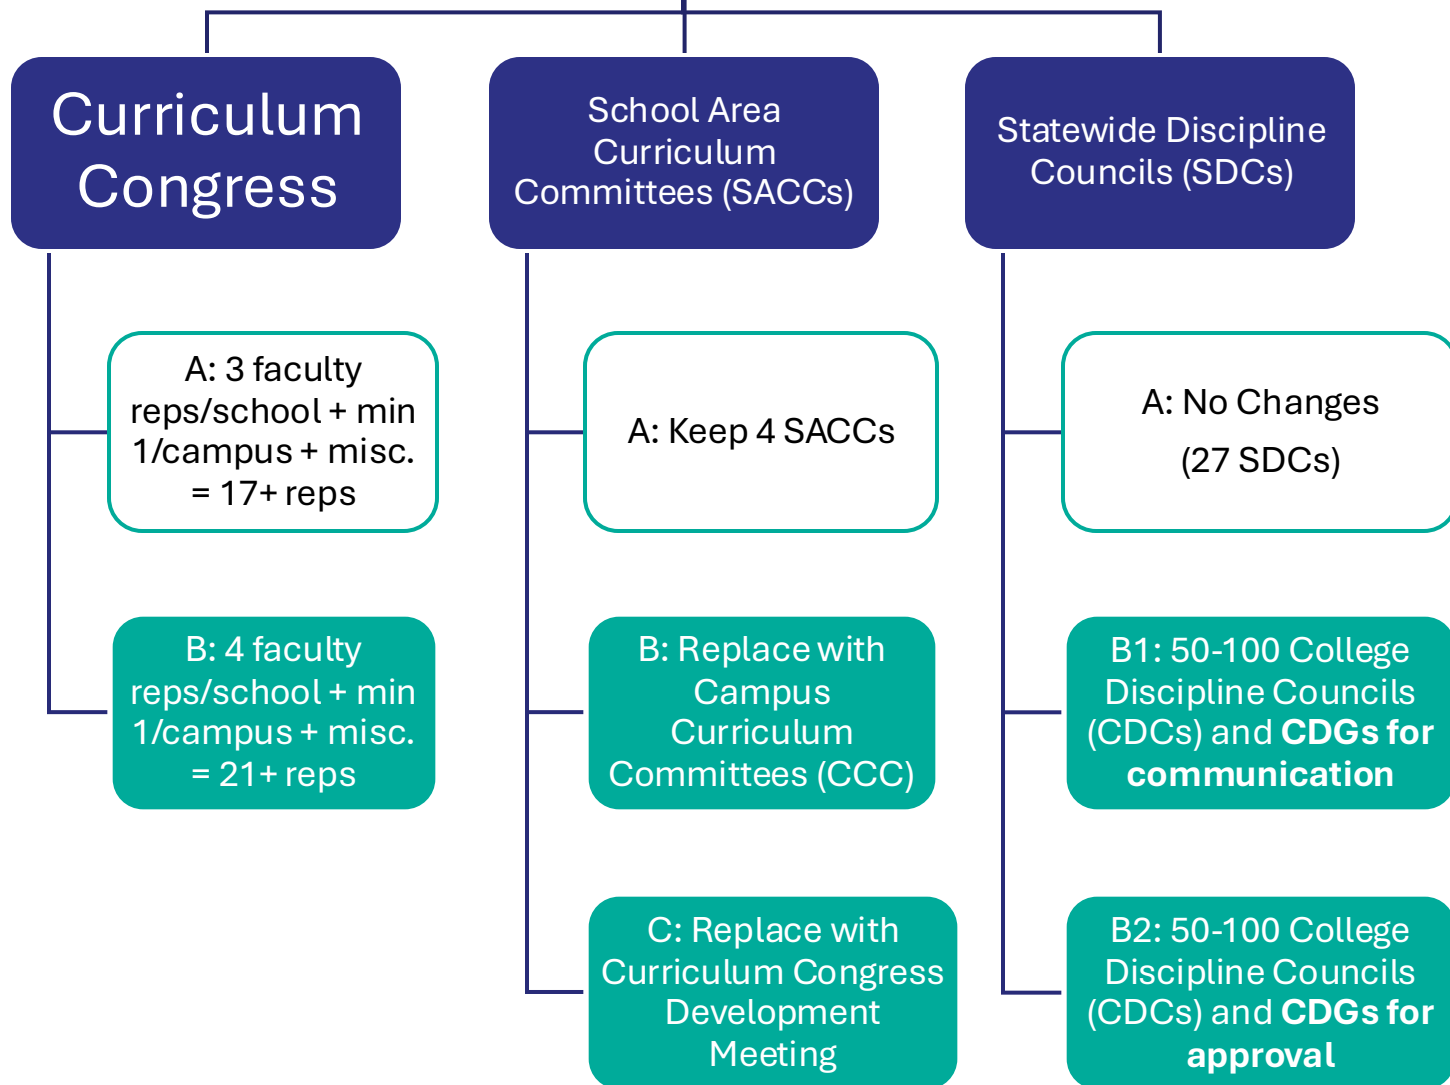 Curriculum
Congress
School Area
Curriculum
Committees (SACCs)
Statewide Discipline
Councils (SDCs)
A: 3 faculty
reps/school + min
1/campus + misc.
= 17+ reps
A: Keep 4 SACCs
A: No Changes
(27 SDCs)
B: 4 faculty
reps/school + min
1/campus + misc.
= 21+ reps
B: Replace with
Campus
Curriculum
Committees (CCC)
B1: 50-100 College
Discipline Councils
(CDCs) and CDGs for
communication
C: Replace with
Curriculum Congress
Development
Meeting
B2: 50-100 College
Discipline Councils
(CDCs) and CDGs for
approval